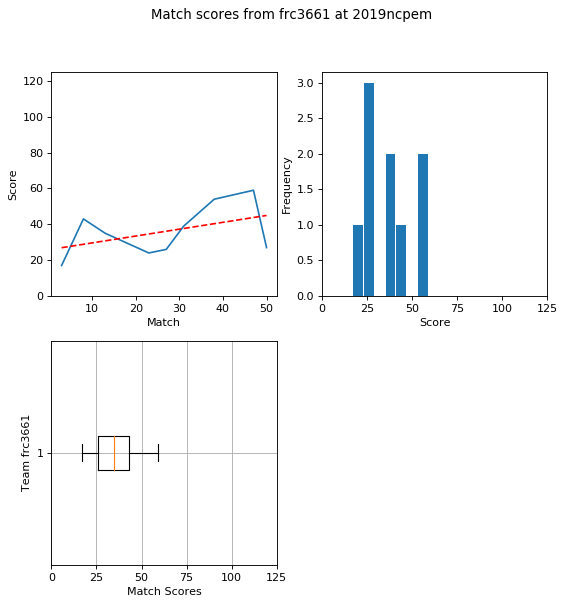 Match scores from frc3661 at 2019ncpem
120
100
80
60
40
20
0
Score
10 20 30 40 50
Match
3.0
2.5
2.0
1.5
1.0
0.5
0.0
Frequency
0 25 50 75 100 125
Score
Team frc3661
1
0 25 50 75 100 125
Match Scores